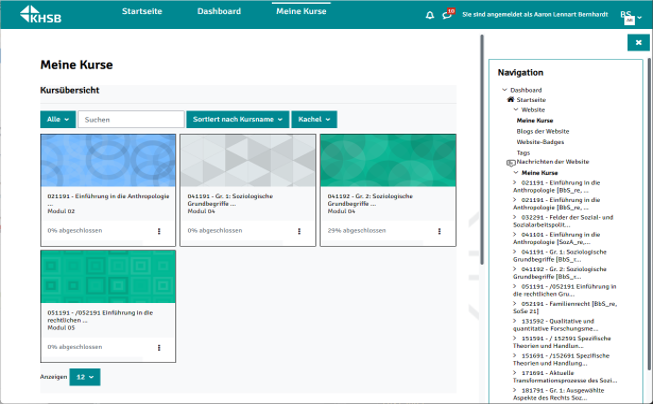 KHSB
Startseite
Dashboard
Meine Kurse
10
Sie sind angemeldet als Aaron Lennart Bernhardt
BS
Meine Kurse
Kursübersicht
Alle
Suchen
Sortiert nach Kursname
Kachel
021191 - Einführung in die Anthropologie
...
Modul 02
0% abgeschlossen
041191 - Gr. 1: Soziologische
Grundbegriffe ...
Modul 04
0% abgeschlossen
041192 - Gr. 2: Soziologische
Grundbegriffe ...
Modul 04
29% abgeschlossen
051191 - /052191 Einführung in die
rechtlichen ...
Modul 05
0% abgeschlossen
Anzeigen 12
Navigation
Dashboard
Startseite
Website
Meine Kurse
Blogs der Website
Website-Badges
Tags
Nachrichten der Website
Meine Kurse
021191 - Einführung in die
Anthropologie [BbS_re, ...
021191 - Einführung in die
Anthropologie [BbS_re, ...
032291 - Felder der Sozial- und
Sozialarbeitspolit...
041101 - Einführung in die
Anthropologie [SozA_re,...
041191 - Gr. 1: Soziologische
Grundbegriffe [BbS_r...
041192 - Gr. 2: Soziologische
Grundbegriffe [BbS_r...
051191 - /052191 Einführung in
die rechtlichen Gru...
052191 - Familienrecht [BbS_re,
SoSe 21]
131592 - Qualitative und
quantitative Forschungsme...
151591 - / 152591 Spezifische
Theorien und Handlun...
151691 - /152691 Spezifische
Theorien und Handlung...
171691 - Aktuelle
Transformationsprozesse des Sozi...
181791 - Gr. 1: Ausgewählte
Aspekte des Rechts Soz...